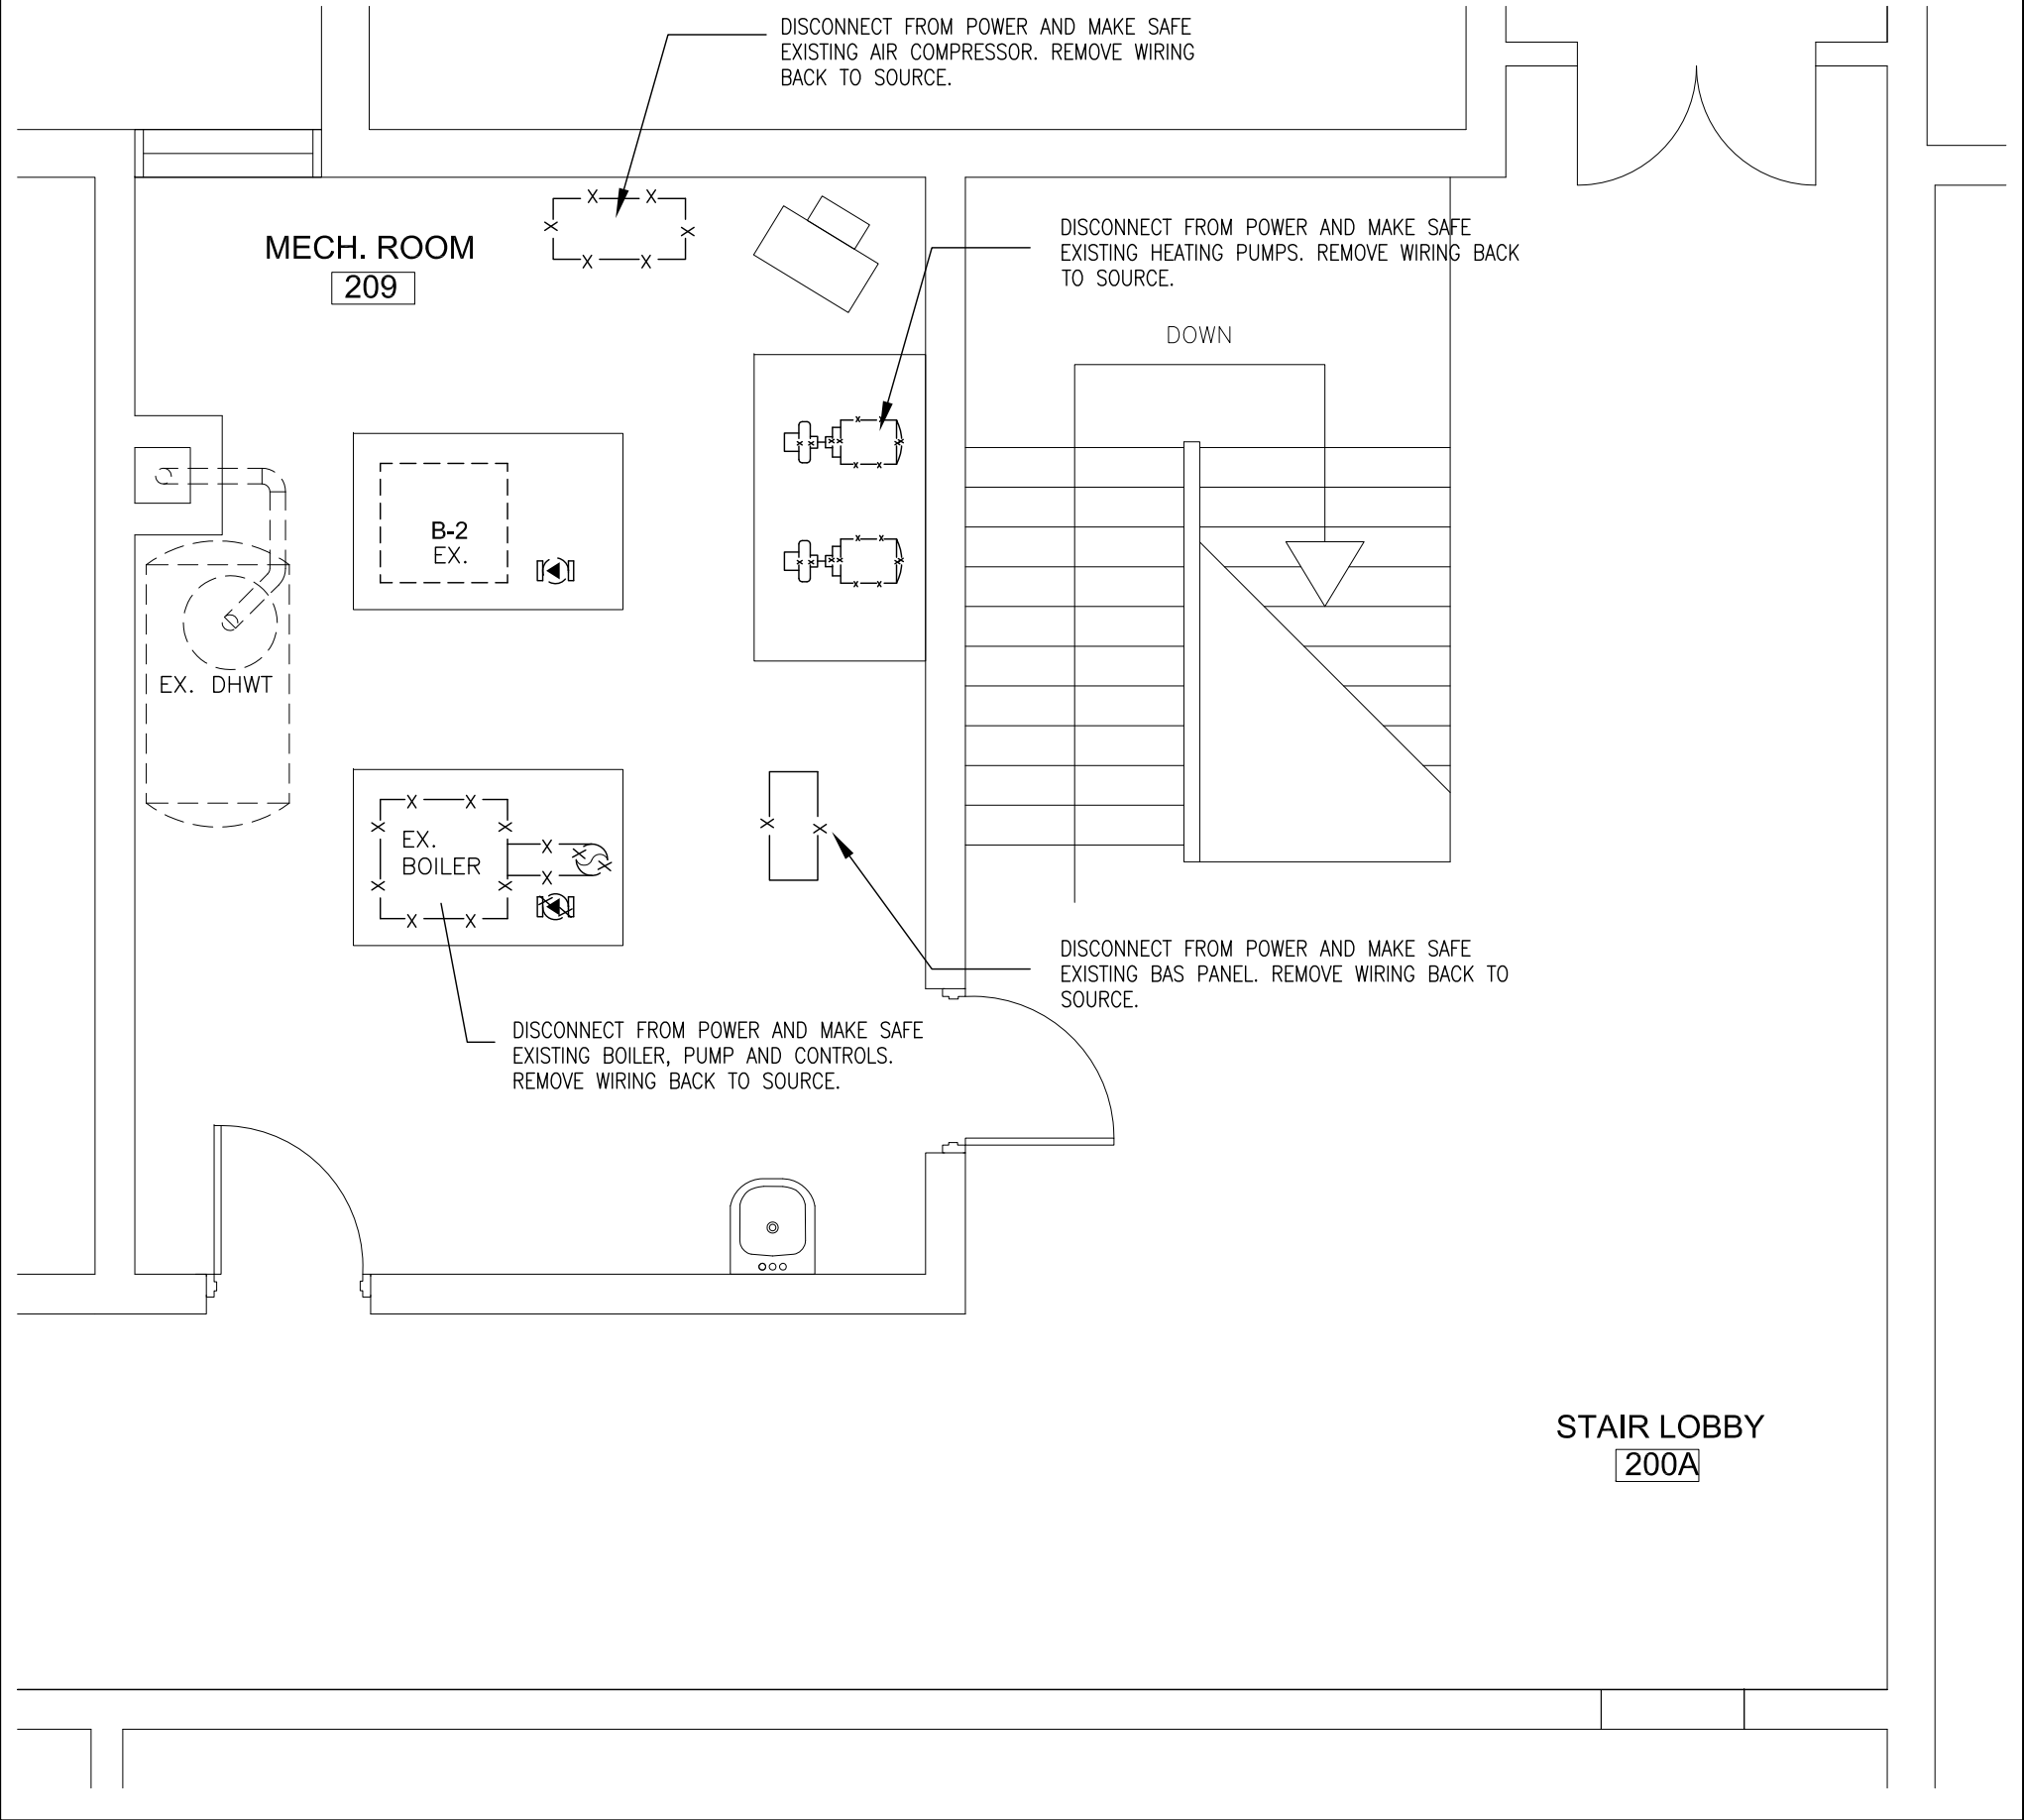 DISCONNECT FROM POWER AND MAKE SAFE
EXISTING AIR COMPRESSOR. REMOVE WIRING
BACK TO SOURCE.
MECH. ROOM
209
DISCONNECT FROM POWER AND MAKE SAFE
EXISTING HEATING PUMPS. REMOVE WIRING BACK
TO SOURCE.
DOWN
B-2
EX.
EX. DHWT
EX.
BOILER
DISCONNECT FROM POWER AND MAKE SAFE
EXISTING BAS PANEL. REMOVE WIRING BACK TO
SOURCE.
DISCONNECT FROM POWER AND MAKE SAFE
EXISTING BOILER, PUMP AND CONTROLS.
REMOVE WIRING BACK TO SOURCE.
STAIR LOBBY
200A